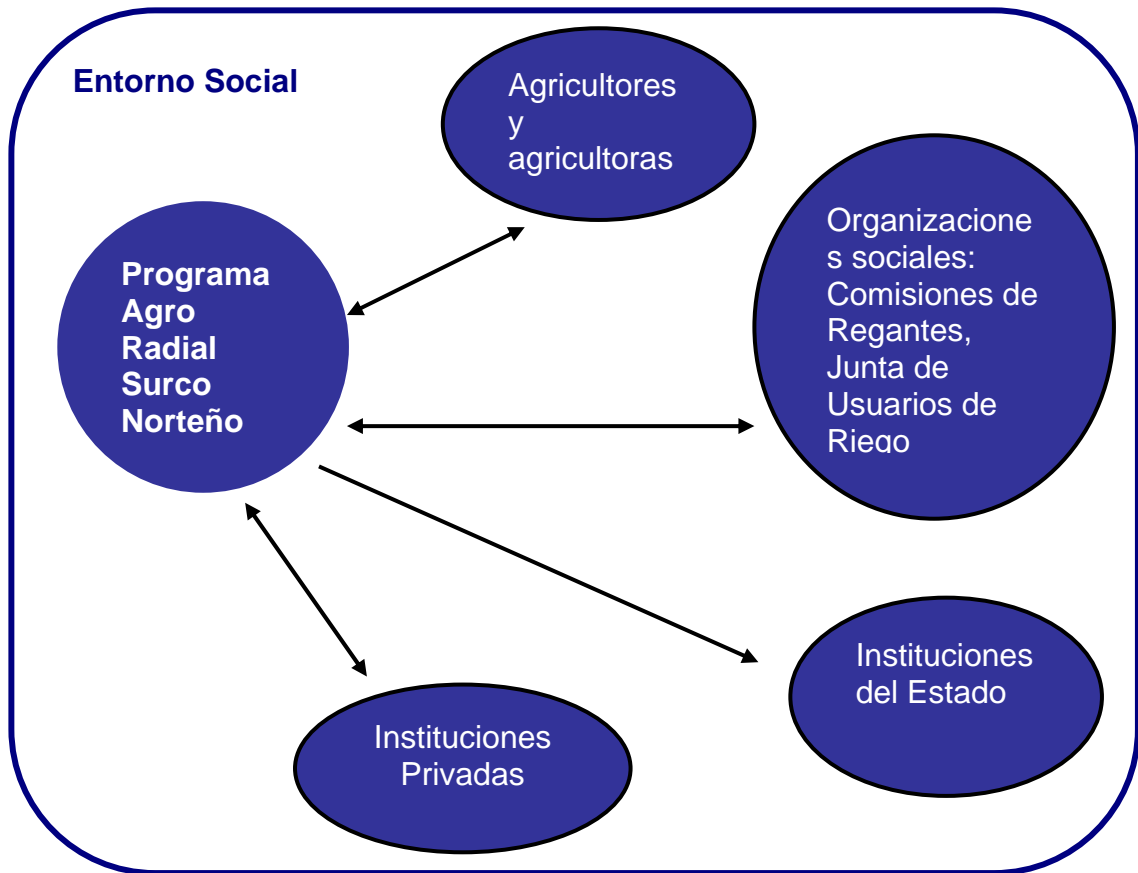 Entorno Social
Agricultores
y
agricultoras
Programa
Agro
Radial
Surco
Norteño
Organizacione
s sociales:
Comisiones de
Regantes,
Junta de
Usuarios de
Riego
Instituciones
del Estado
Instituciones
Privadas